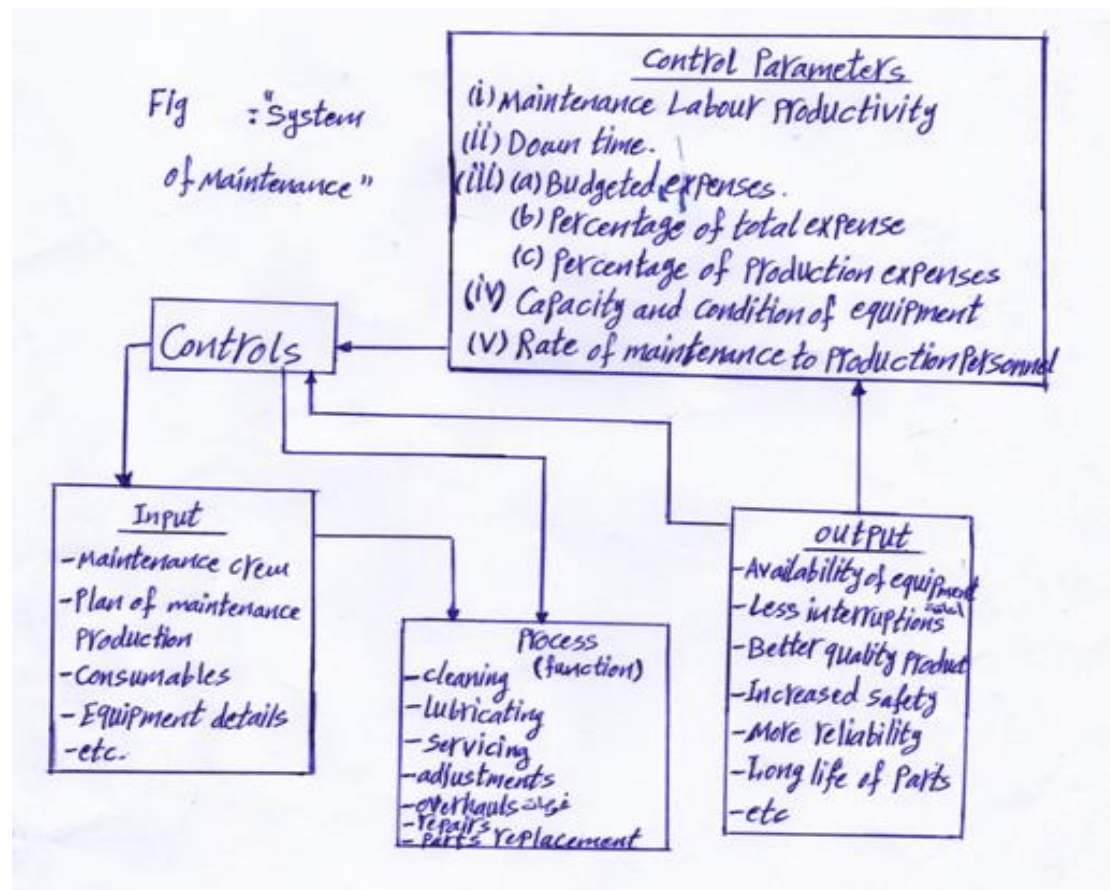 Fig :"System
of Maintenance"
Control Parameters
(i) Maintenance Labour Productivity
(ii) Down time.
(iii) (a) Budgeted expenses.
(b) Percentage of total expense
(c) Percentage of Production expenses
(iv) Capacity and condition of equipment
(v) Rate of maintenance to Production Personnel
Controls
Input
-Maintenance crew
-Plan of maintenance
Production
-Consumables
-Equipment details
-etc.
Process
(function)
-cleaning
-lubricating
-servicing
-adjustments
-overhauls
-repairs
-Parts replacement
output
-Availability of equipment
-Less interruptions
-Better quality Product
-Increased safety
-More reliability
-Long life of Parts
-etc